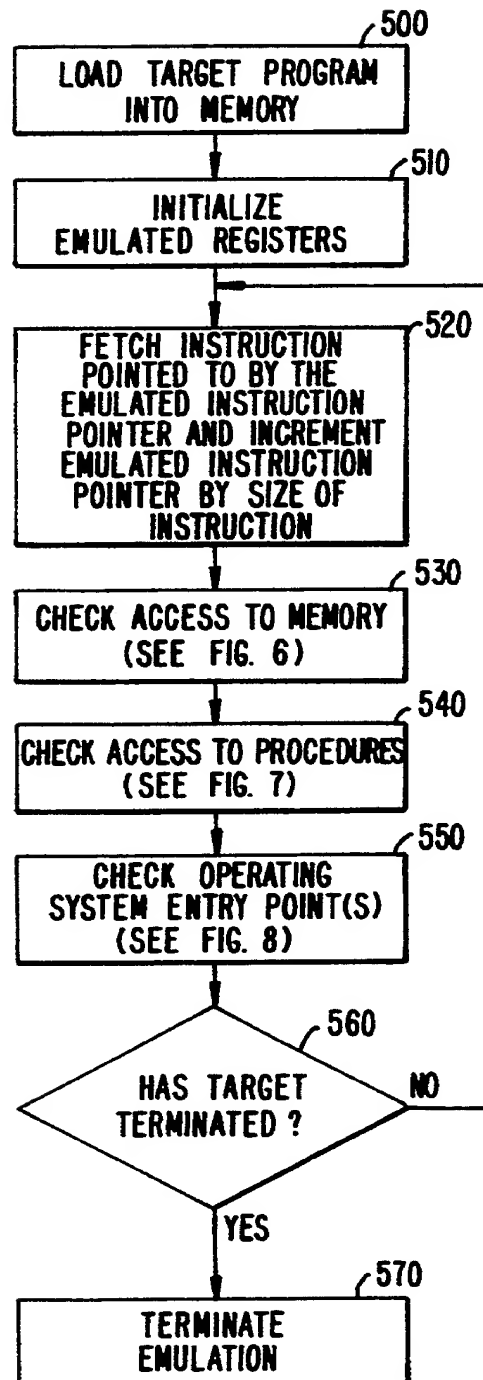 500
LOAD TARGET PROGRAM
INTO MEMORY
510
INITIALIZE
EMULATED REGISTERS
520
FETCH INSTRUCTION
POINTED TO BY THE
EMULATED INSTRUCTION
POINTER AND INCREMENT
EMULATED INSTRUCTION
POINTER BY SIZE OF
INSTRUCTION
530
CHECK ACCESS TO MEMORY
(SEE FIG. 6)
540
CHECK ACCESS TO PROCEDURES
(SEE FIG. 7)
550
CHECK OPERATING
SYSTEM ENTRY POINT(S)
(SEE FIG. 8)
560
HAS TARGET
TERMINATED ?
NO
YES
570
TERMINATE
EMULATION